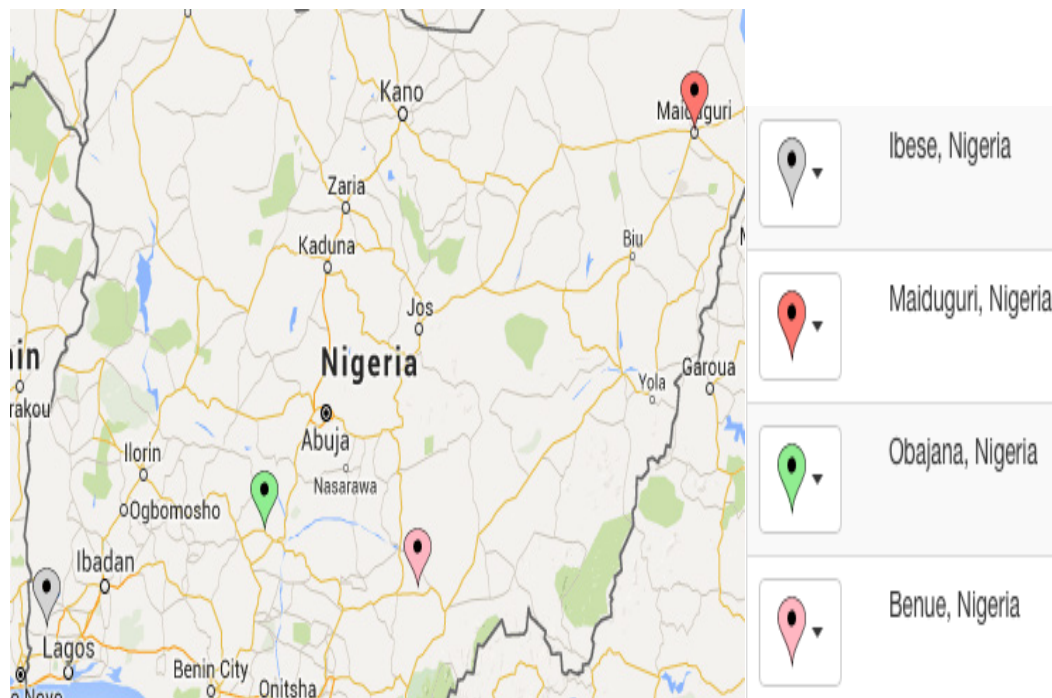 Kano
Maiduguri
Zaria
Kaduna
Biu
Jos
Nigeria
Garoua
Yola
rakou
Abuja
Ilorin
Nasarawa
Ogbomosho
Ibadan
Lagos
Benin City
Onitsha
Ibese, Nigeria
Maiduguri, Nigeria
Obajana, Nigeria
Benue, Nigeria